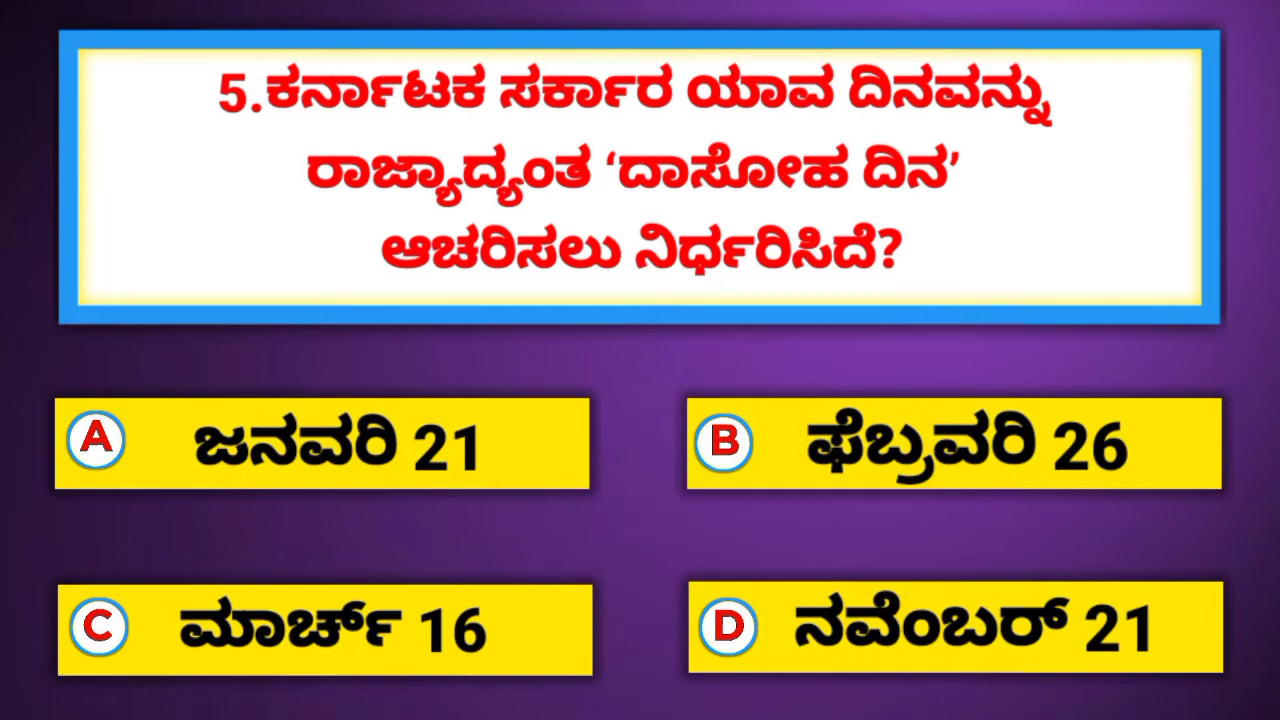 5.ಕರ್ನಾಟಕ ಸರ್ಕಾರ ಯಾವ ದಿನವನ್ನು
ರಾಜ್ಯಾದ್ಯಂತ ‘ದಾಸೋಹ ದಿನ’
ಆಚರಿಸಲು ನಿರ್ಧರಿಸಿದೆ?
A ಜನವರಿ 21
B ಫೆಬ್ರವರಿ 26
C ಮಾರ್ಚ್ 16
D ನವೆಂಬರ್ 21